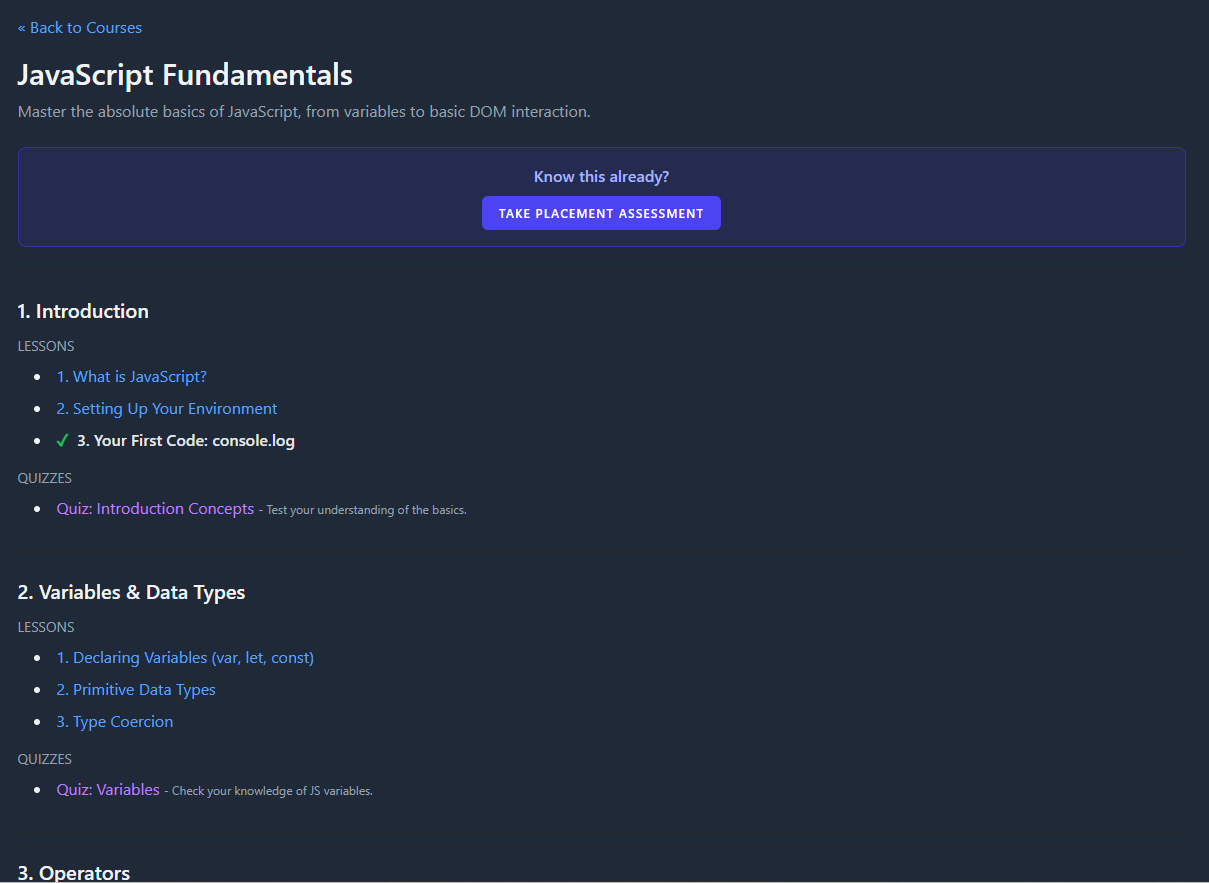 « Back to Courses
JavaScript Fundamentals
Master the absolute basics of JavaScript, from variables to basic DOM interaction.
Know this already?
TAKE PLACEMENT ASSESSMENT
1. Introduction
LESSONS
1. What is JavaScript?
2. Setting Up Your Environment
✓ 3. Your First Code: console.log
QUIZZES
Quiz: Introduction Concepts - Test your understanding of the basics.
2. Variables & Data Types
LESSONS
1. Declaring Variables (var, let, const)
2. Primitive Data Types
3. Type Coercion
QUIZZES
Quiz: Variables - Check your knowledge of JS variables.
3. Operators